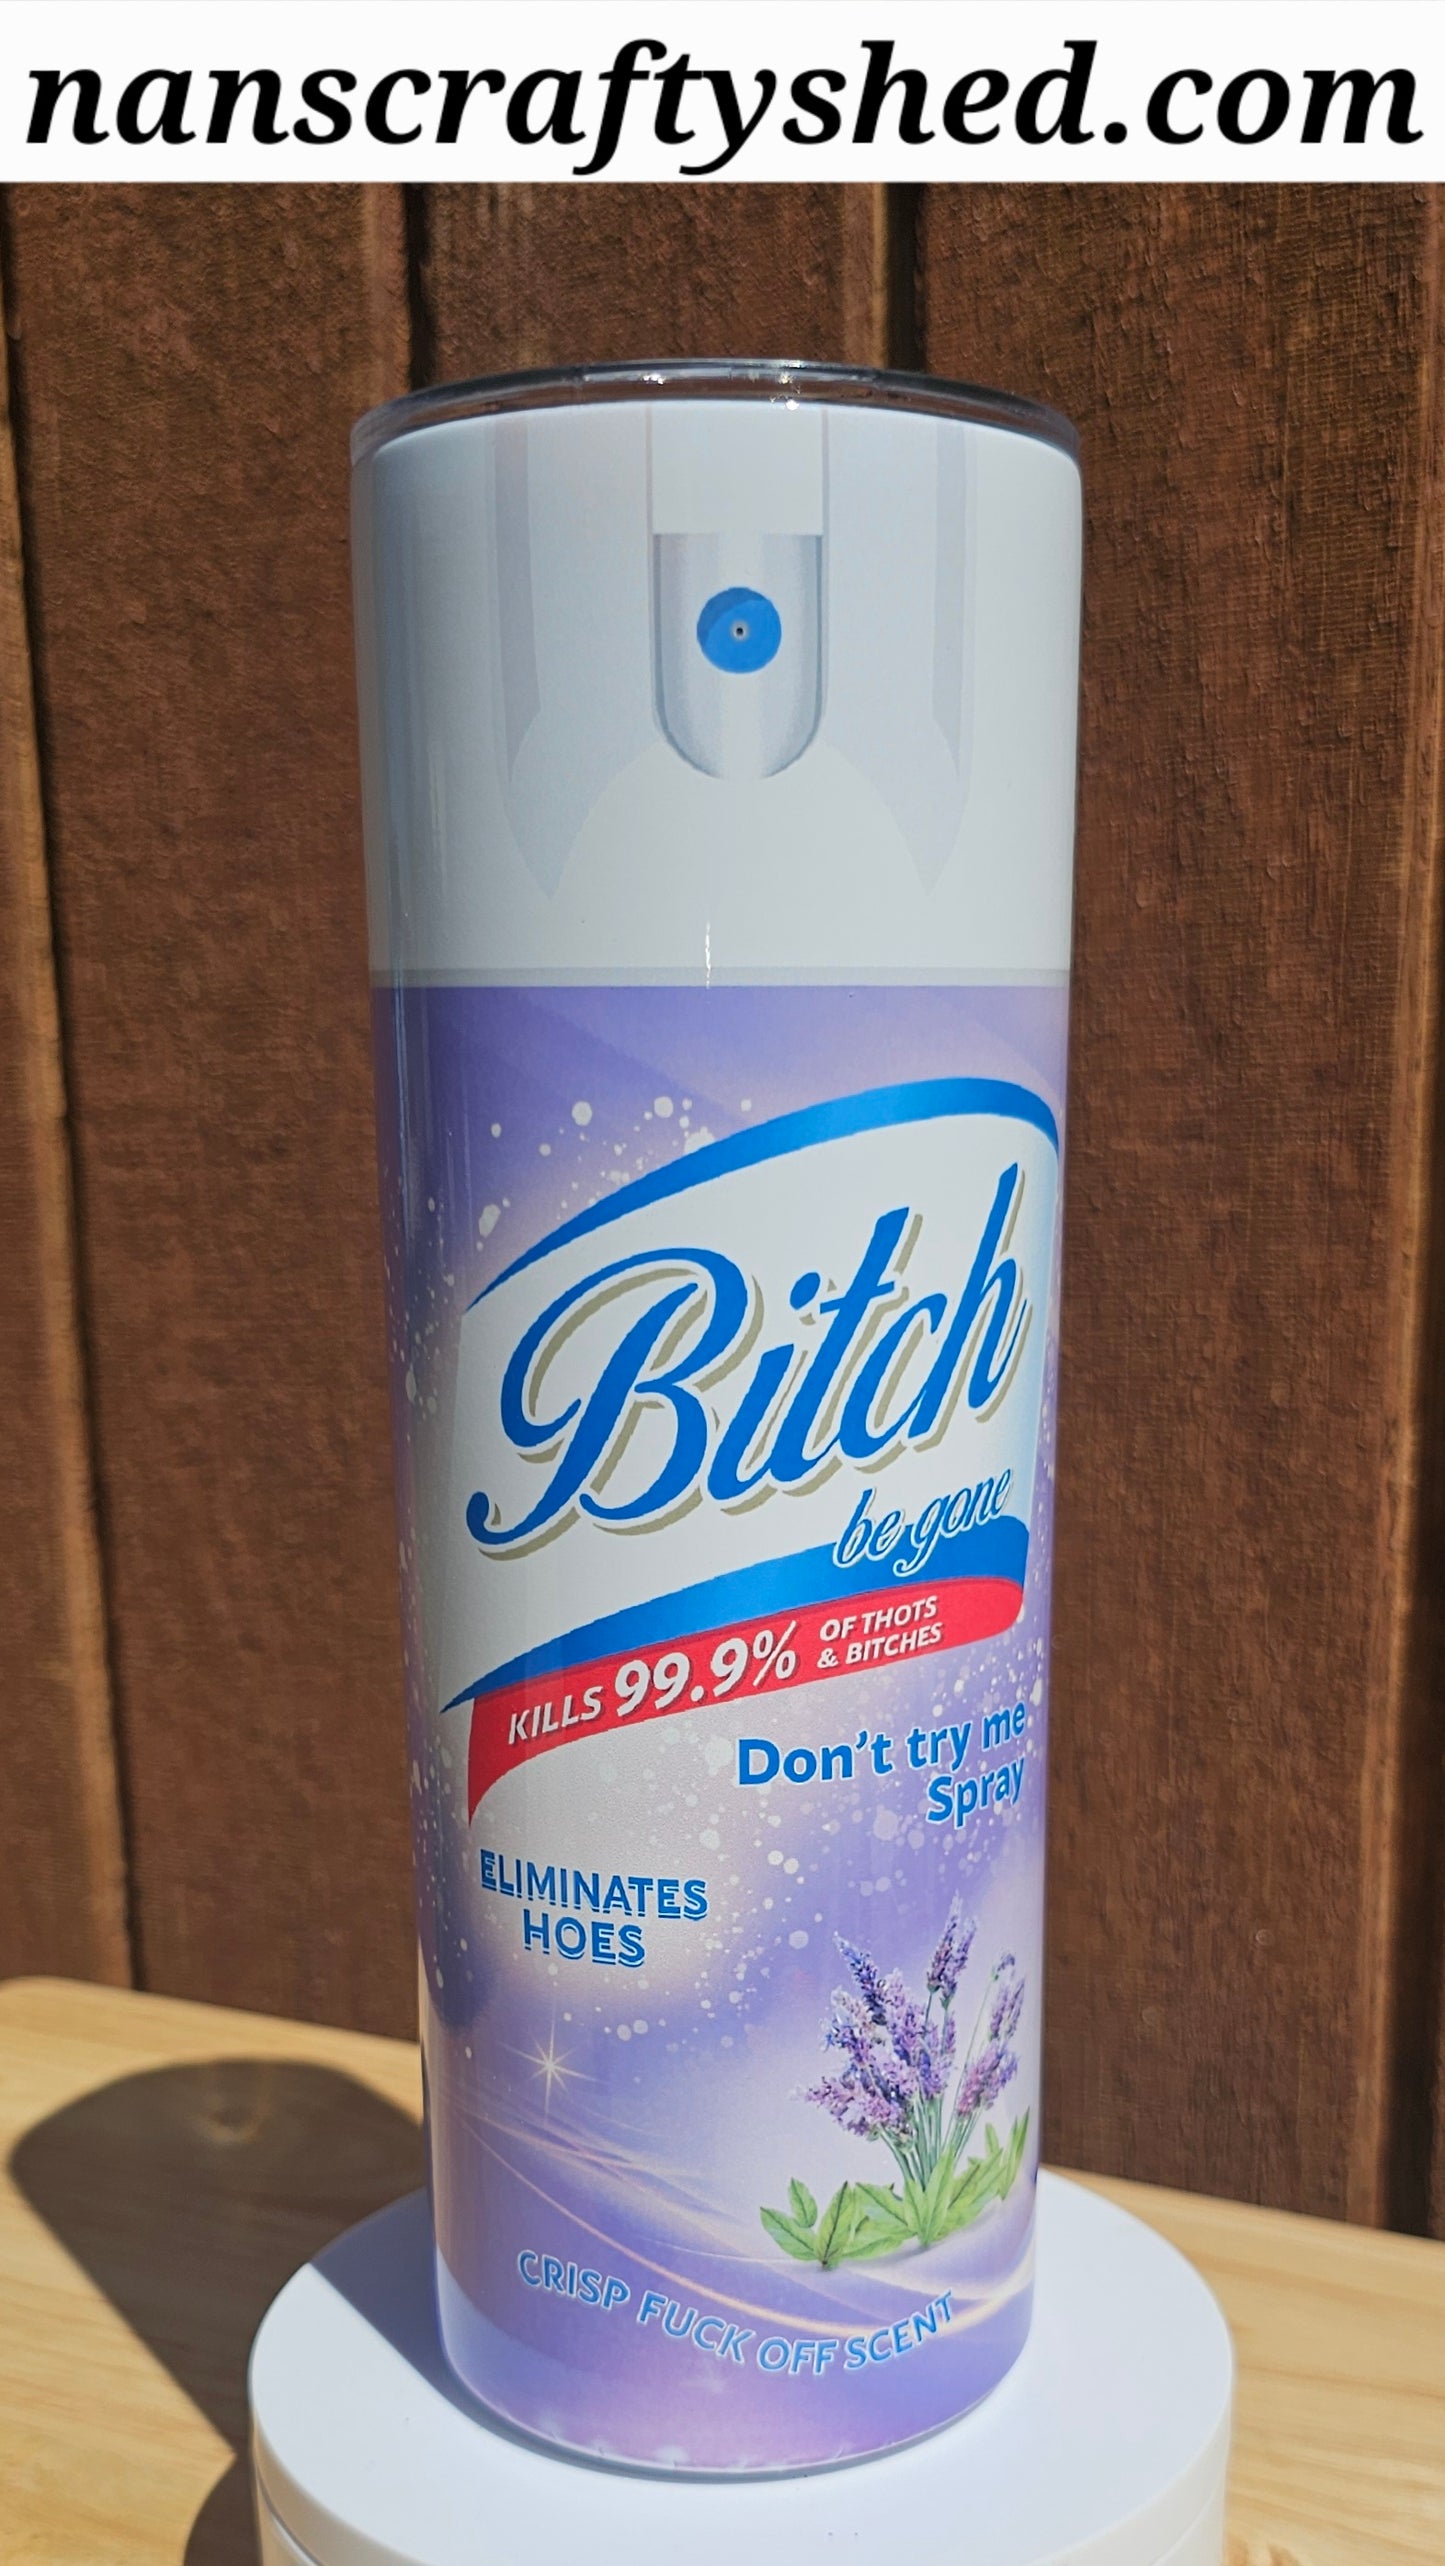 nanscraftyshed.com
Bitch
be gone
KILLS 99.9% OF THOTS
& BITCHES
Don't try me
Spray
ELIMINATES
HOES
CRISP FUCK OFF SCENT